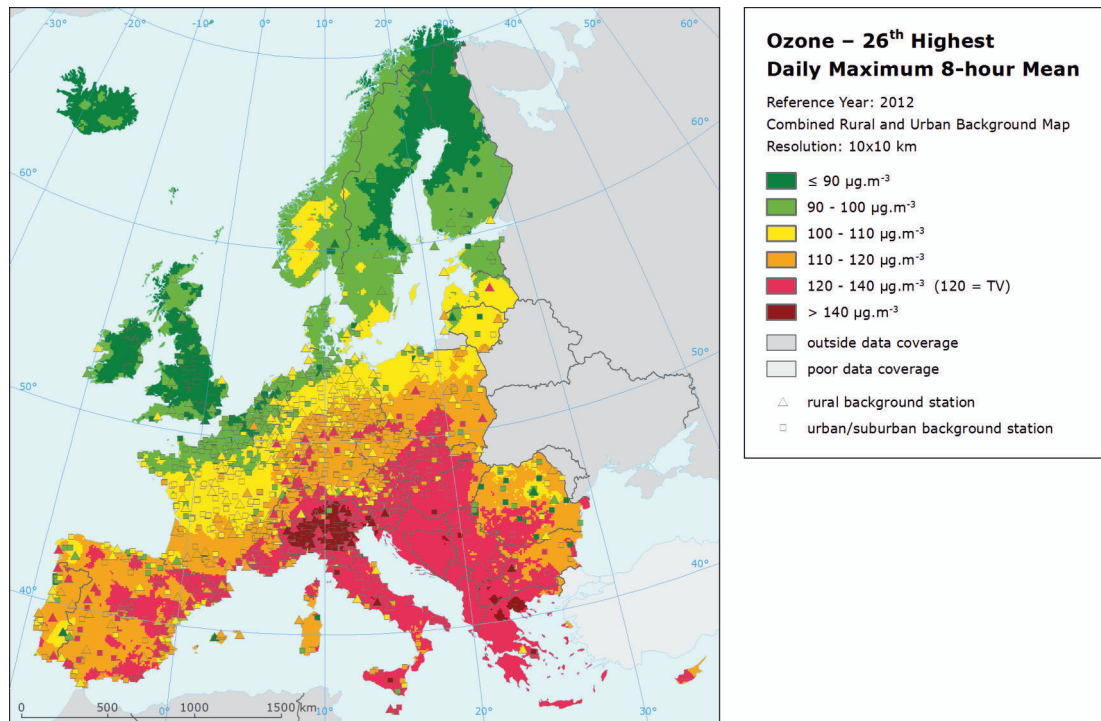 -30°
-20°
-10°
0°
10°
20°
30°
40°
50°
60°
60°
60°
50°
50°
50°
40°
40°
40°
0
500
1000
1500 km
0°
10°
20°
30°
Ozone – 26th Highest
Daily Maximum 8-hour Mean
Reference Year: 2012
Combined Rural and Urban Background Map
Resolution: 10x10 km
≤ 90 µg.m-3
90 - 100 µg.m-3
100 - 110 µg.m-3
110 - 120 µg.m-3
120 - 140 µg.m-3 (120 = TV)
> 140 µg.m-3
outside data coverage
poor data coverage
rural background station
urban/suburban background station